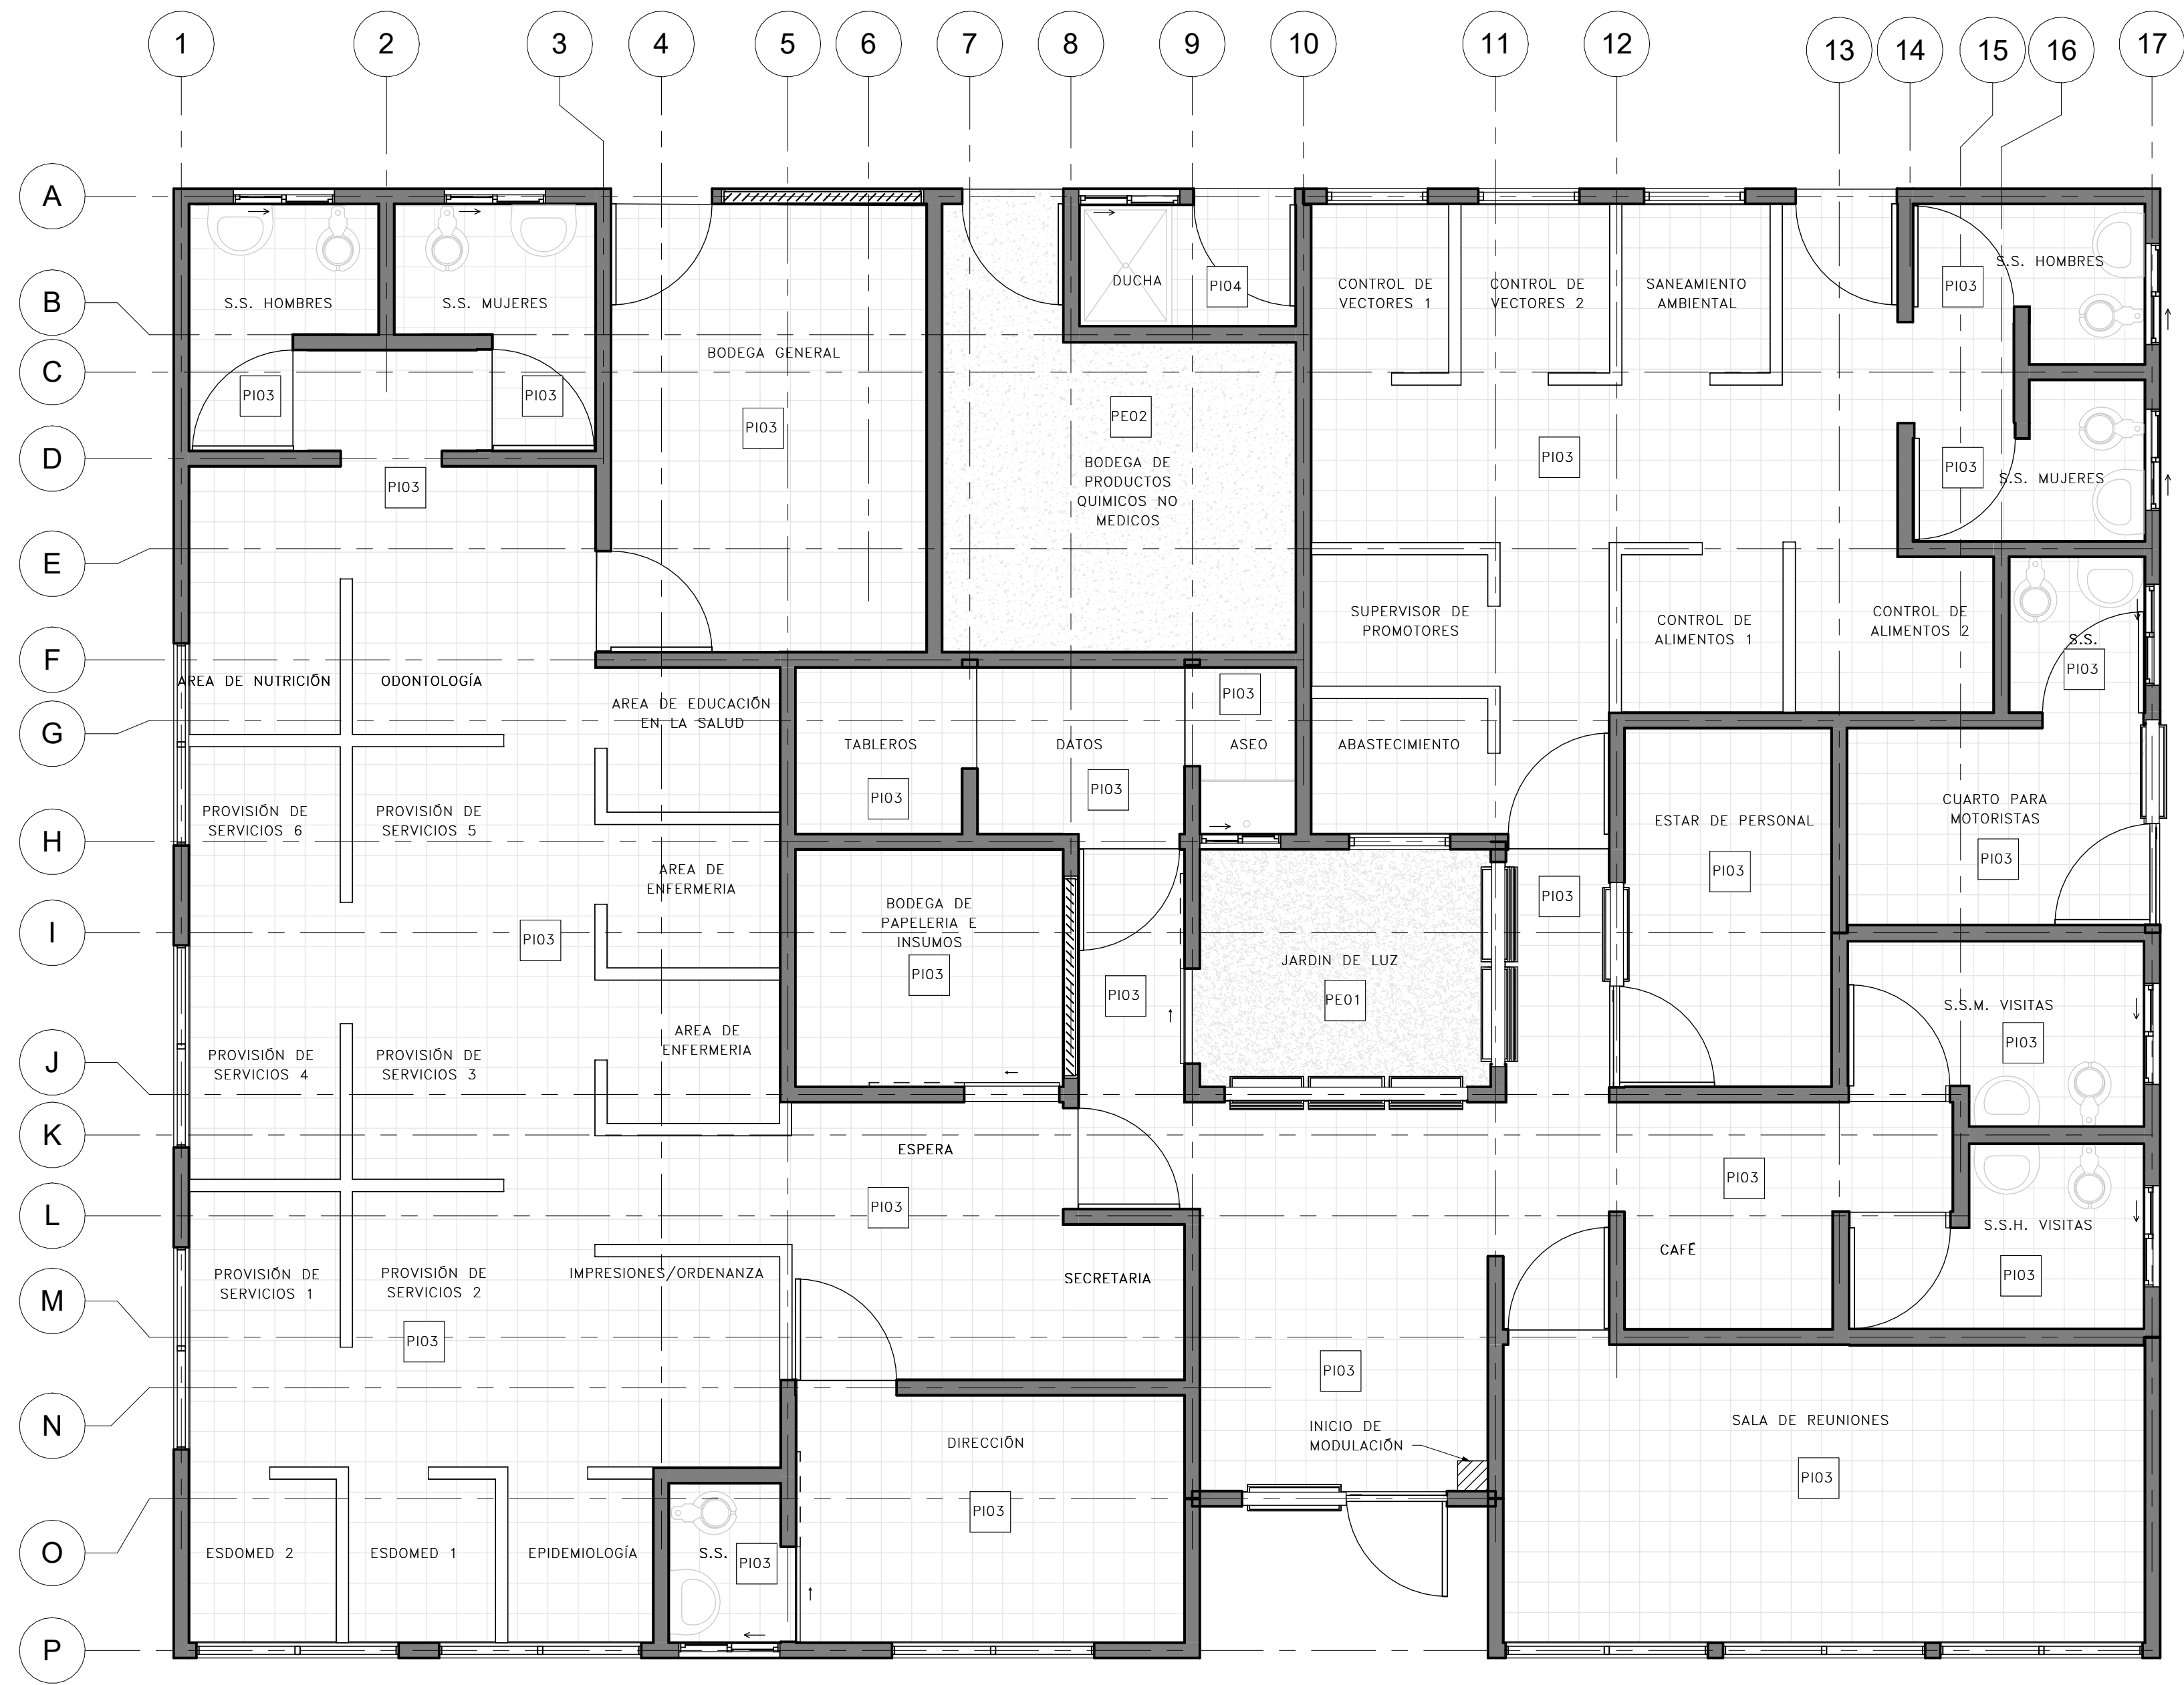 1 2 3 4 5 6 7 8 9 10 11 12 13 14 15 16 17
A
B
C
D
E
F
G
H
I
J
K
L
M
N
O
P
S.S. HOMBRES
S.S. MUJERES
PI03
PI03
PI03
BODEGA GENERAL
PI03
DUCHA
PI04
PE02
BODEGA DE
PRODUCTOS
QUIMICOS NO
MEDICOS
CONTROL DE
VECTORES 1
CONTROL DE
VECTORES 2
SANEAMIENTO
AMBIENTAL
PI03
S.S. HOMBRES
PI03
PI03
S.S. MUJERES
SUPERVISOR DE
PROMOTORES
CONTROL DE
ALIMENTOS 1
CONTROL DE
ALIMENTOS 2
S.S.
PI03
AREA DE NUTRICIÓN
ODONTOLOGÍA
AREA DE EDUCACIÓN
EN LA SALUD
TABLEROS
PI03
DATOS
PI03
PI03
ASEO
ABASTECIMIENTO
PROVISIÓN DE
SERVICIOS 6
PROVISIÓN DE
SERVICIOS 5
ESTAR DE PERSONAL
PI03
CUARTO PARA
MOTORISTAS
PI03
AREA DE
ENFERMERIA
PI03
BODEGA DE
PAPELERIA E
INSUMOS
PI03
PI03
JARDIN DE LUZ
PE01
PI03
AREA DE
ENFERMERIA
PROVISIÓN DE
SERVICIOS 4
PROVISIÓN DE
SERVICIOS 3
S.S.M. VISITAS
PI03
ESPERA
PI03
PI03
S.S.H. VISITAS
PI03
CAFÉ
PROVISIÓN DE
SERVICIOS 1
PROVISIÓN DE
SERVICIOS 2
PI03
IMPRESIONES/ORDENANZA
SECRETARIA
PI03
INICIO DE
MODULACIÓN
SALA DE REUNIONES
PI03
DIRECCIÓN
PI03
ESDOMED 2
ESDOMED 1
EPIDEMIOLOGÍA
S.S.
PI03